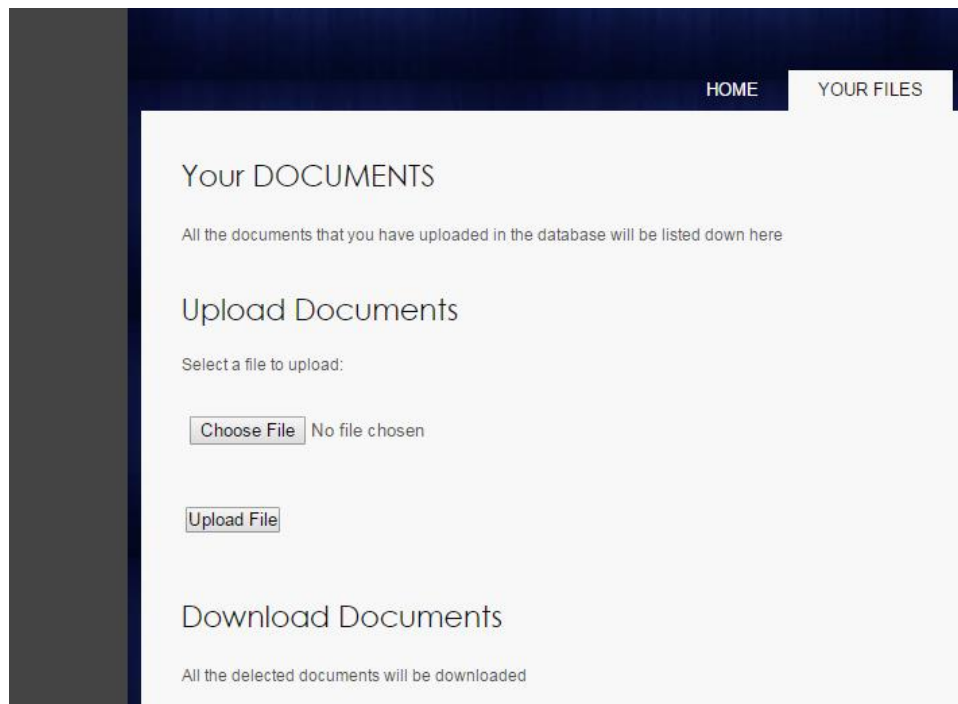 HOME YOUR FILES
Your DOCUMENTS
All the documents that you have uploaded in the database will be listed down here
Upload Documents
Select a file to upload:
Choose File No file chosen
Upload File
Download Documents
All the delected documents will be downloaded